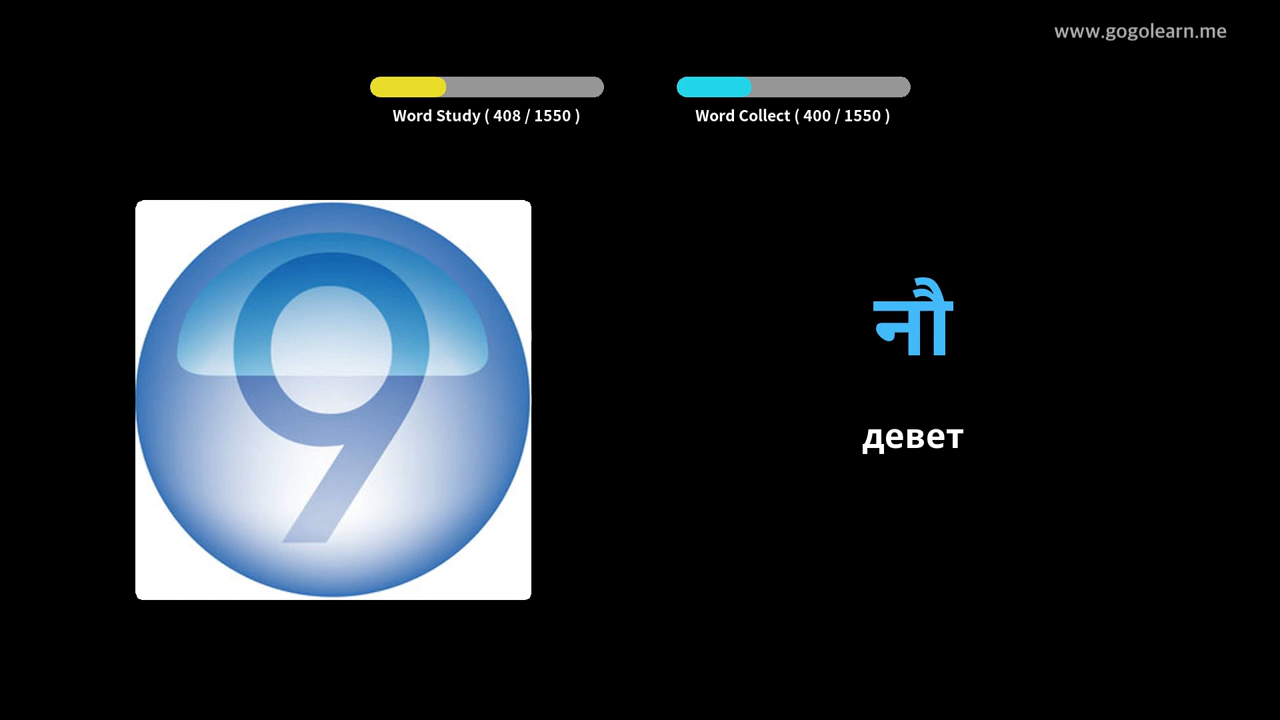 www.gogolearn.me
Word Study ( 408 / 1550 )
Word Collect ( 400 / 1550 )
9
नौ
девет